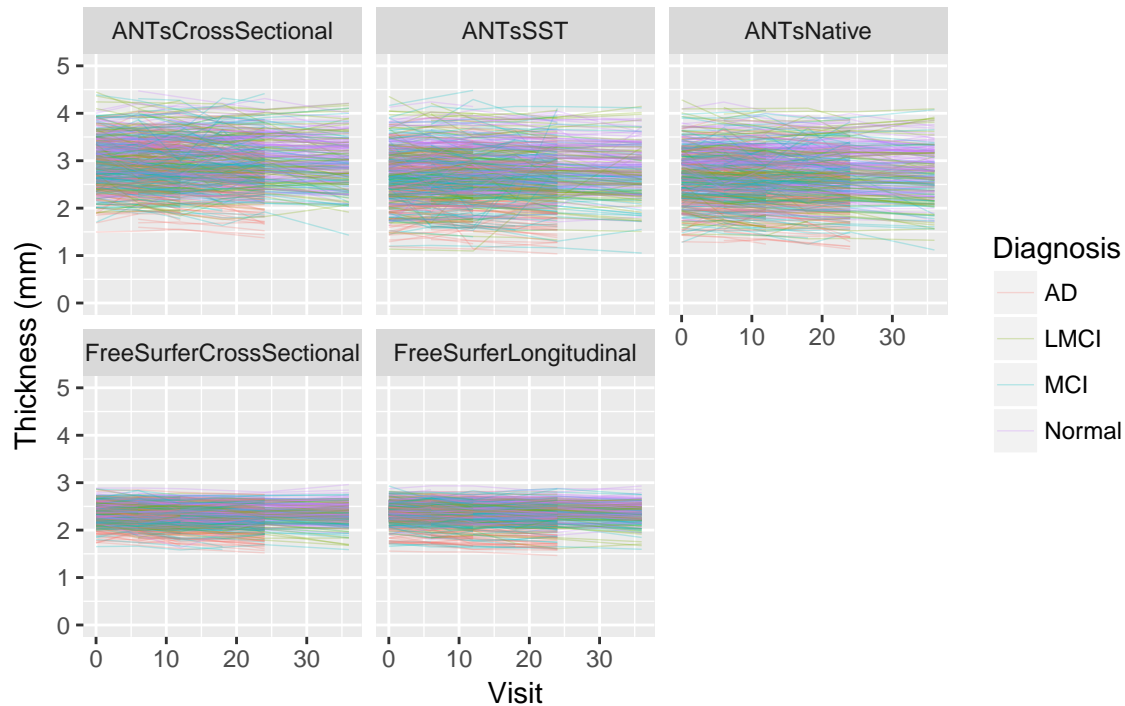 ANTsCrossSectional
ANTsSST
ANTsNative
5
4
3
2
1
0
0 10 20 30
FreeSurferCrossSectional
FreeSurferLongitudinal
5
4
3
2
1
0
0 10 20 30
0 10 20 30
Visit
Thickness (mm)
Diagnosis
AD
LMCI
MCI
Normal